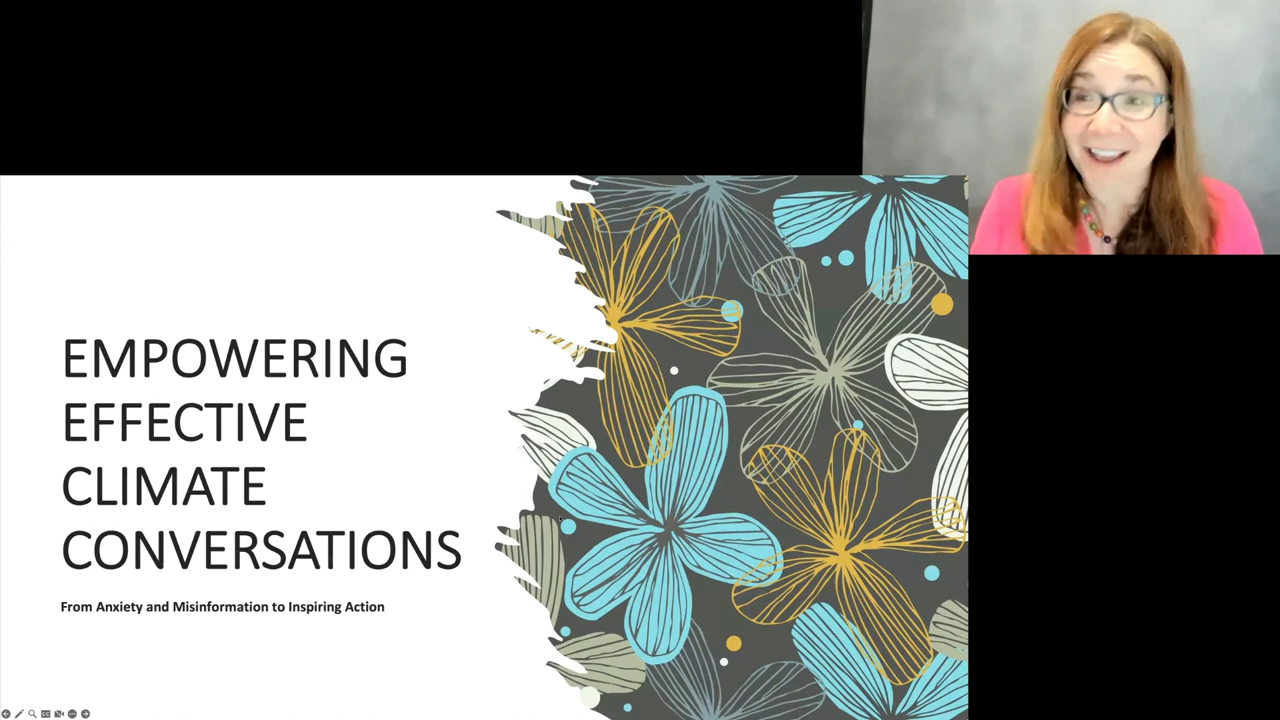 EMPOWERING
EFFECTIVE
CLIMATE
CONVERSATIONS
From Anxiety and Misinformation to Inspiring Action